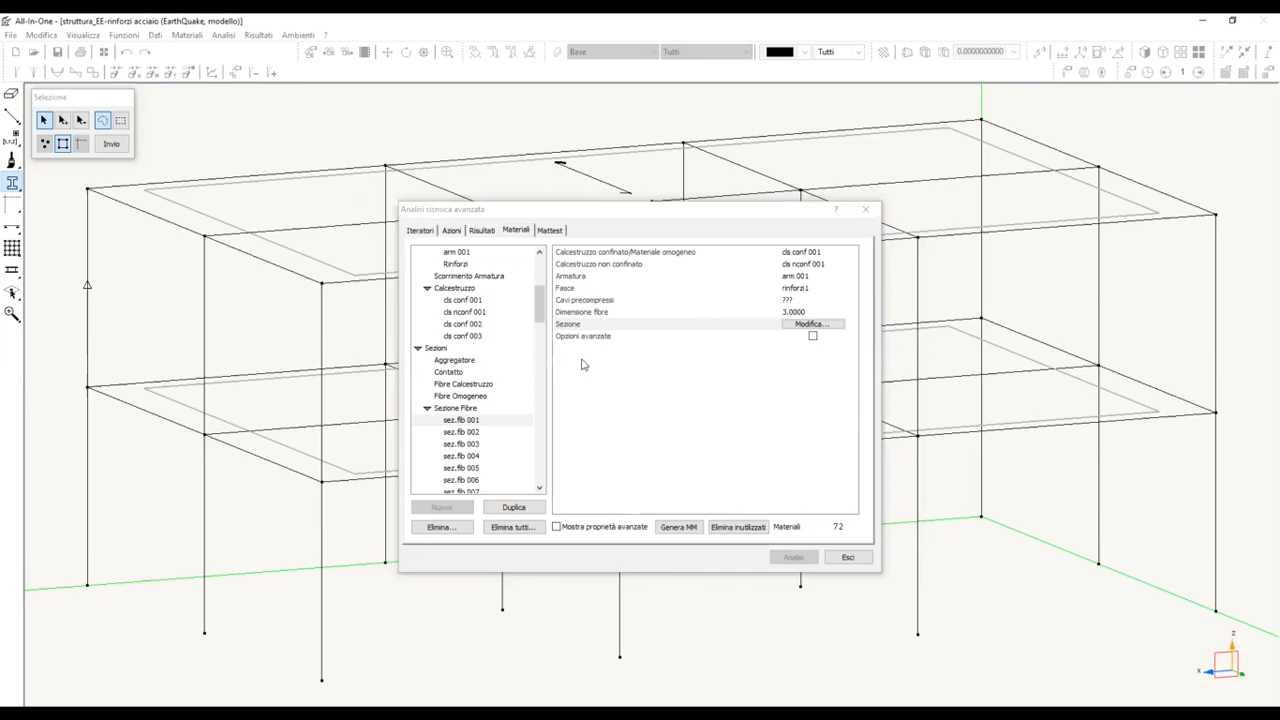 All-In-One - [struttura_EE-rinforzi acciaio (EarthQuake, modello)]
File Modifica Visualizza Funzioni Dati Materiali Analisi Risultati Ambienti ?
Base Tutti Tutti 0.0000000000
1
Selezione
Invio
[X,Y,Z]
Analisi sismica avanzata ?
Iteratori Azioni Risultati Materiali Mattest
arm 001
Rinforzi
Scorrimento Armatura
Calcestruzzo
cls conf 001
cls nconf 001
cls conf 002
cls conf 003
Sezioni
Aggregatore
Contatto
Fibre Calcestruzzo
Fibre Omogeneo
Sezione Fibre
sez.fib 001
sez.fib 002
sez.fib 003
sez.fib 004
sez.fib 005
sez.fib 006
sez.fib 007
Calcestruzzo confinato/Materiale omogeneo cls conf 001
Calcestruzzo non confinato cls nconf 001
Armatura arm 001
Fasce rinforzi1
Cavi precompressi ???
Dimensione fibre 3.0000
Sezione Modifica...
Opzioni avanzate
Nuovo Duplica
Elimina... Elimina tutti... Mostra proprietà avanzate Genera MM Elimina inutilizzati Materiali 72
Analisi Esci
z
x